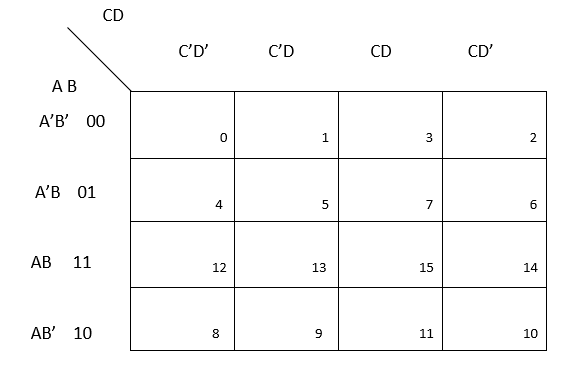 CD
C’D’ C’D CD CD’
A B
A’B’ 00
0 1 3 2
A’B 01
4 5 7 6
AB 11
12 13 15 14
AB’ 10
8 9 11 10